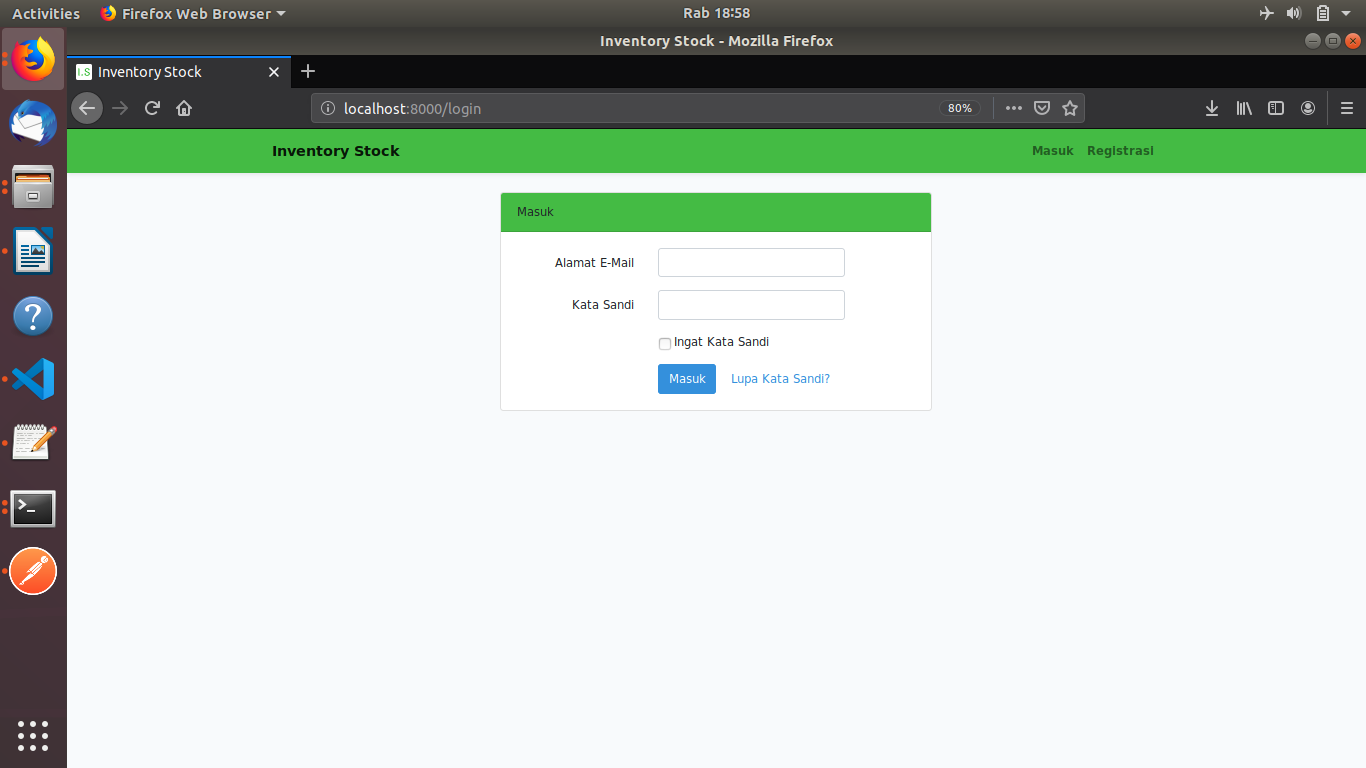 Activities Firefox Web Browser Rab 18:58
Inventory Stock - Mozilla Firefox
I.S Inventory Stock
localhost:8000/login 80%
Inventory Stock Masuk Registrasi
Masuk
Alamat E-Mail
Kata Sandi
Ingat Kata Sandi
Masuk Lupa Kata Sandi?